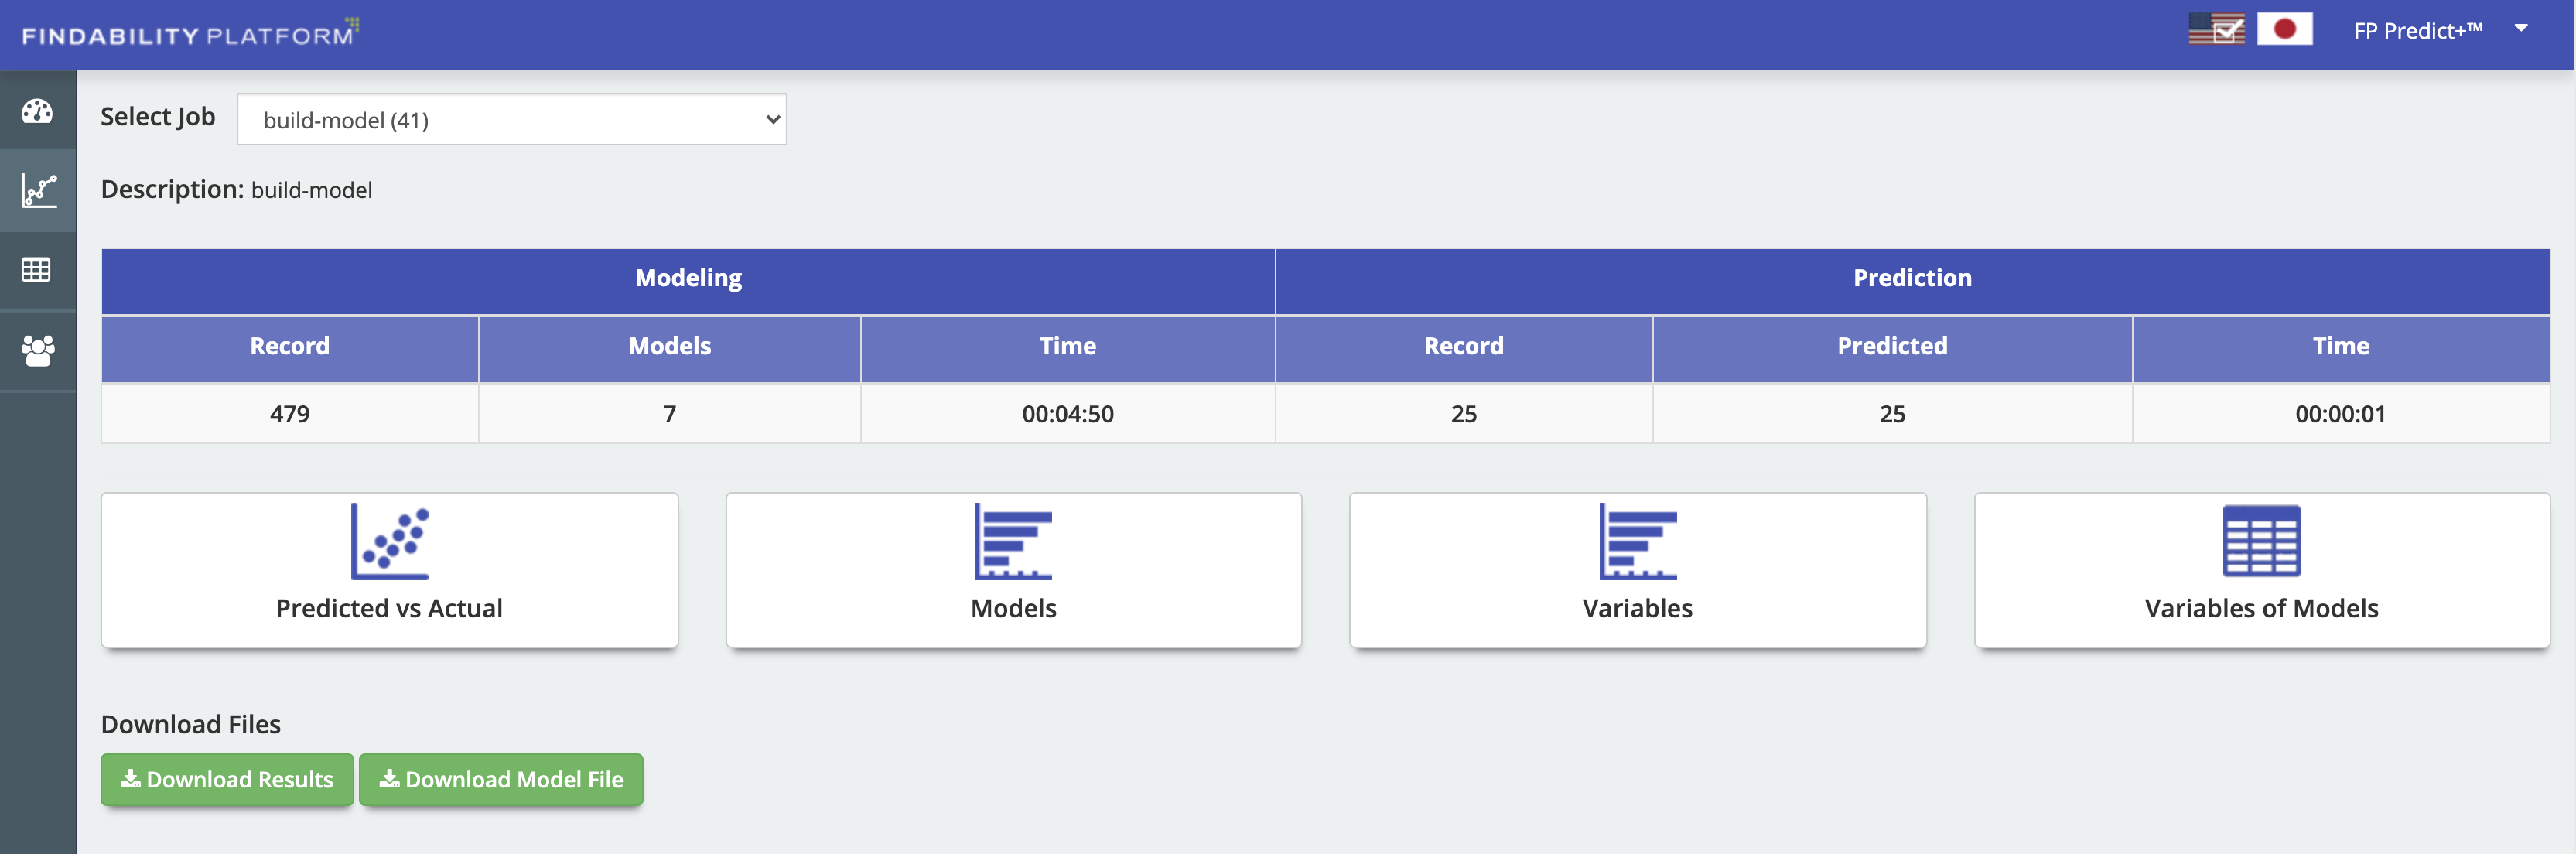 FINDABILITY PLATFORM
FP Predict+™
Select Job
build-model (41)
Description: build-model
Modeling Prediction
Record Models Time Record Predicted Time
479 7 00:04:50 25 25 00:00:01
Predicted vs Actual
Models
Variables
Variables of Models
Download Files
Download Results
Download Model File